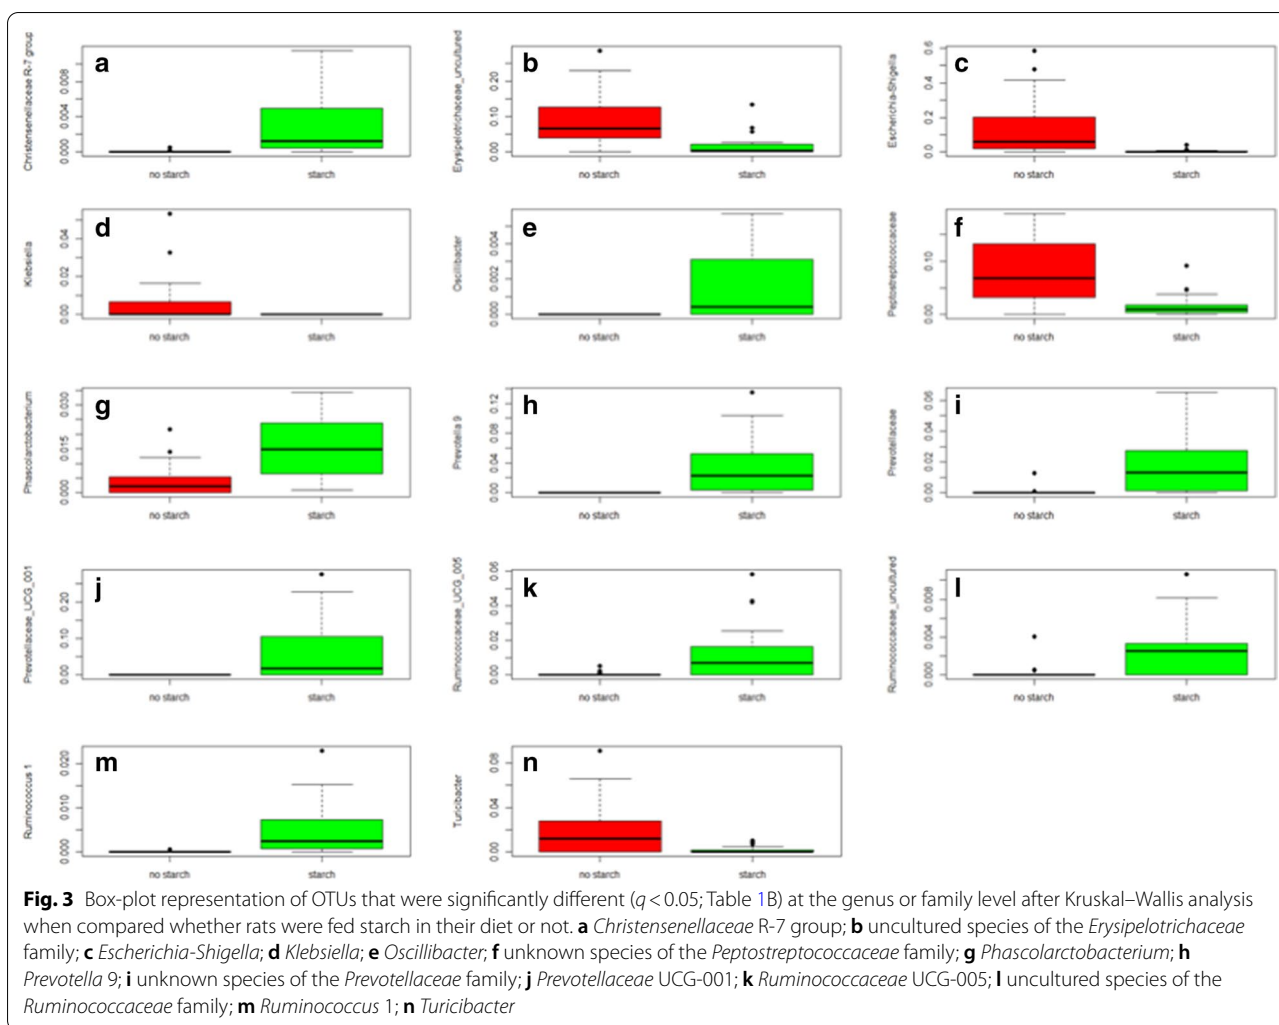 a
Christensenellaceae R-7 group
0.000 0.004 0.008
no starch starch
b
Erysipelotrichaceae_uncultured
0.00 0.10 0.20
no starch starch
c
Escherichia-Shigella
0.0 0.2 0.4 0.6
no starch starch
d
Klebsiella
0.00 0.02 0.04
no starch starch
e
Oscillibacter
0.000 0.002 0.004
no starch starch
f
Peptostreptococcaceae
0.00 0.10
no starch starch
g
Phascolarctobacterium
0.000 0.015 0.030
no starch starch
h
Prevotella 9
0.00 0.04 0.08 0.12
no starch starch
i
Prevotellaceae
0.00 0.02 0.04 0.06
no starch starch
j
Prevotellaceae_UCG_001
0.00 0.10 0.20
no starch starch
k
Ruminococcaceae_UCG_005
0.00 0.02 0.04 0.06
no starch starch
l
Ruminococcaceae_uncultured
0.000 0.004 0.008
no starch starch
m
Ruminococcus 1
0.000 0.010 0.020
no starch starch
n
Turicibacter
0.00 0.04 0.08
no starch starch
Fig. 3 Box-plot representation of OTUs that were significantly different (q < 0.05; Table 1B) at the genus or family level after Kruskal–Wallis analysis
when compared whether rats were fed starch in their diet or not. a Christensenellaceae R-7 group; b uncultured species of the Erysipelotrichaceae
family; c Escherichia-Shigella; d Klebsiella; e Oscillibacter; f unknown species of the Peptostreptococcaceae family; g Phascolarctobacterium; h
Prevotella 9; i unknown species of the Prevotellaceae family; j Prevotellaceae UCG-001; k Ruminococcaceae UCG-005; l uncultured species of the
Ruminococcaceae family; m Ruminococcus 1; n Turicibacter